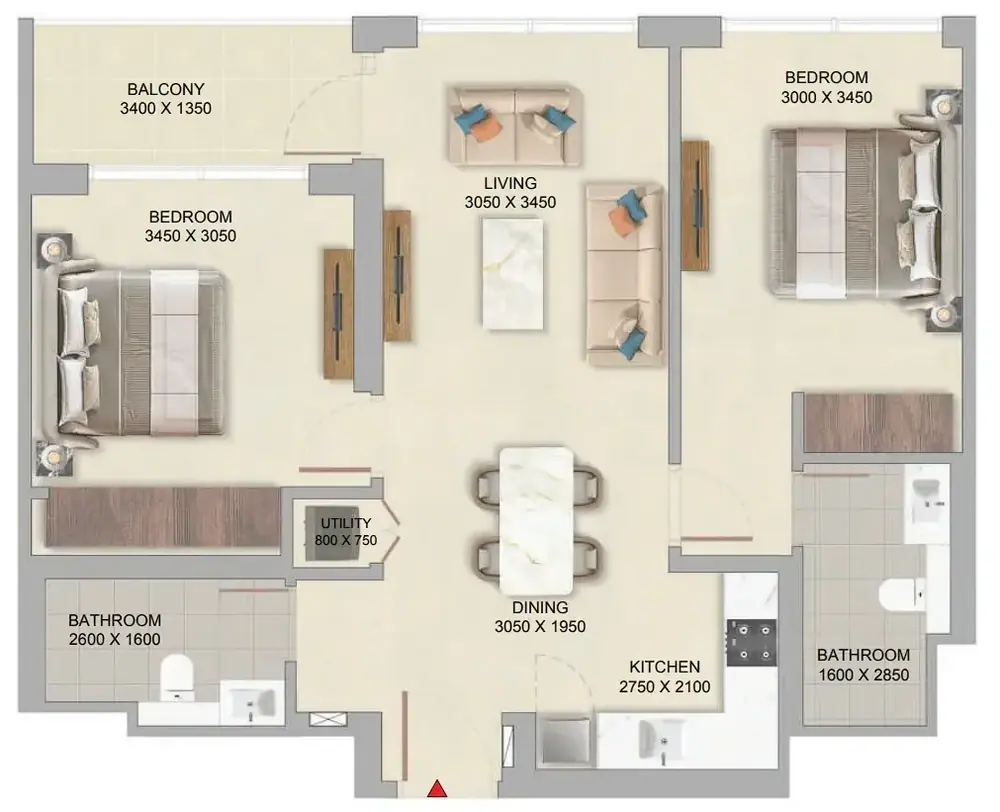 BALCONY
3400 X 1350
BEDROOM
3000 X 3450
LIVING
3050 X 3450
BEDROOM
3450 X 3050
UTILITY
800 X 750
DINING
3050 X 1950
BATHROOM
2600 X 1600
KITCHEN
2750 X 2100
BATHROOM
1600 X 2850